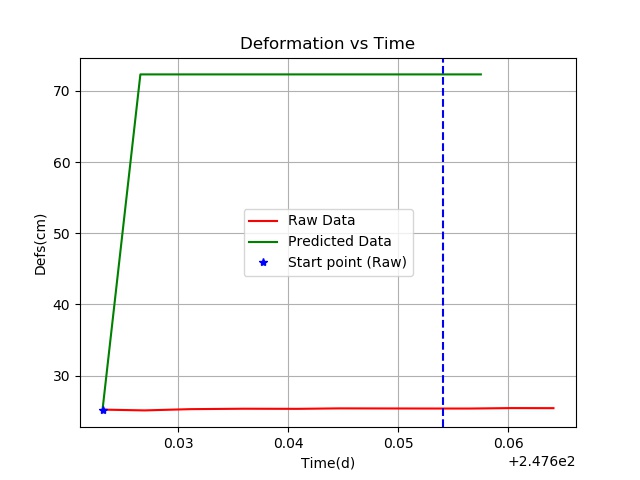 Deformation vs Time
70
60
50
40
30
Defs(cm)
Raw Data
Predicted Data
Start point (Raw)
0.03 0.04 0.05 0.06
Time(d)
+2.476e2